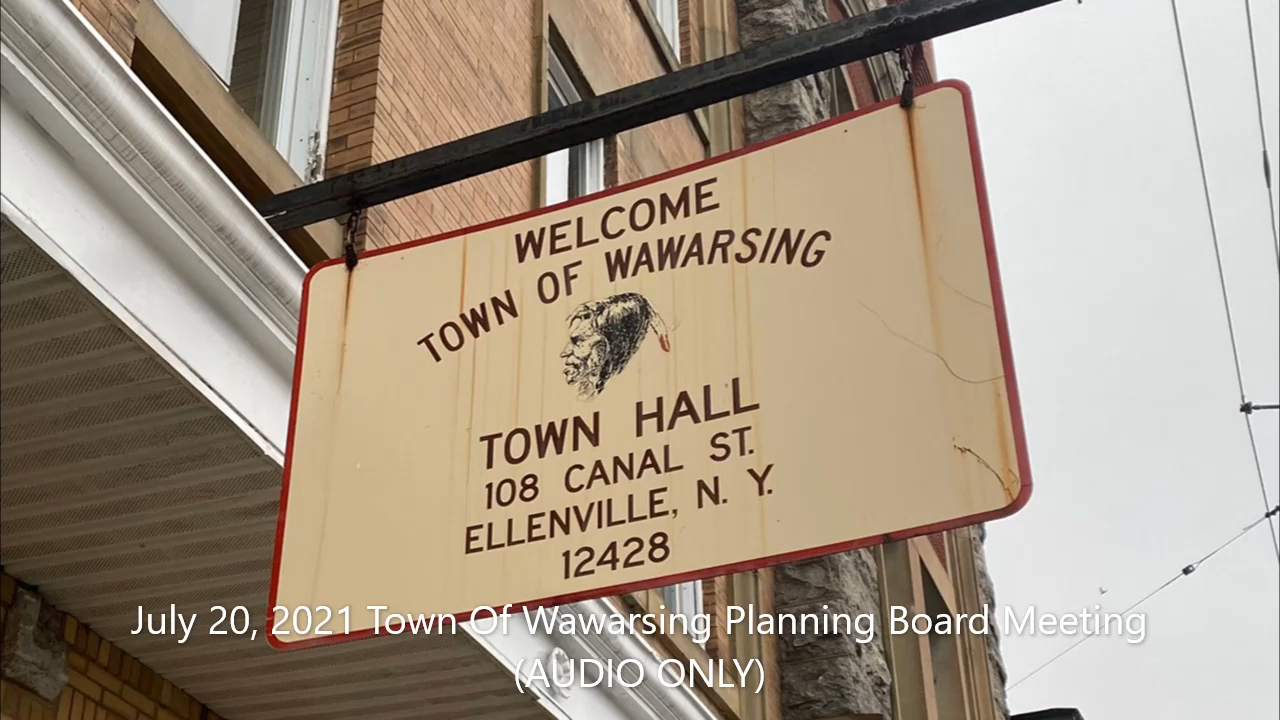 WELCOME
TOWN OF WAWARSING
TOWN HALL
108 CANAL ST.
ELLENVILLE, N. Y.
12428
July 20, 2021 Town Of Wawarsing Planning Board Meeting
(AUDIO ONLY)